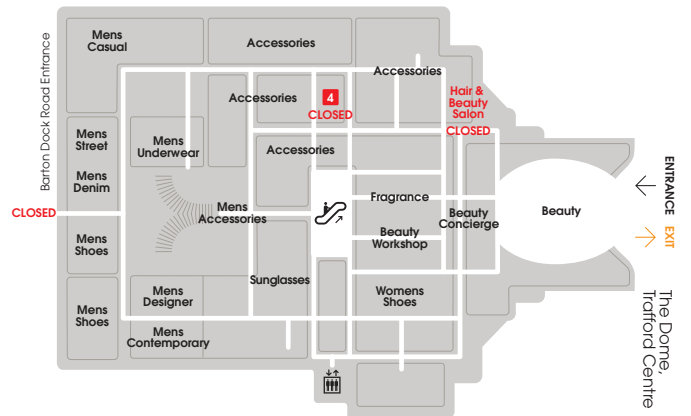 Mens
Casual
Accessories
Accessories
Barton Dock Road Entrance
Accessories
4
CLOSED
Hair &
Beauty
Salon
CLOSED
Mens
Street
Mens
Underwear
Accessories
Mens
Denim
ENTRANCE
CLOSED
Mens
Accessories
Fragrance
Beauty
Concierge
Beauty
Beauty
Workshop
EXIT
Mens
Shoes
Sunglasses
Mens
Designer
Womens
Shoes
Mens
Shoes
Mens
Contemporary
The Dome,
Trafford Centre